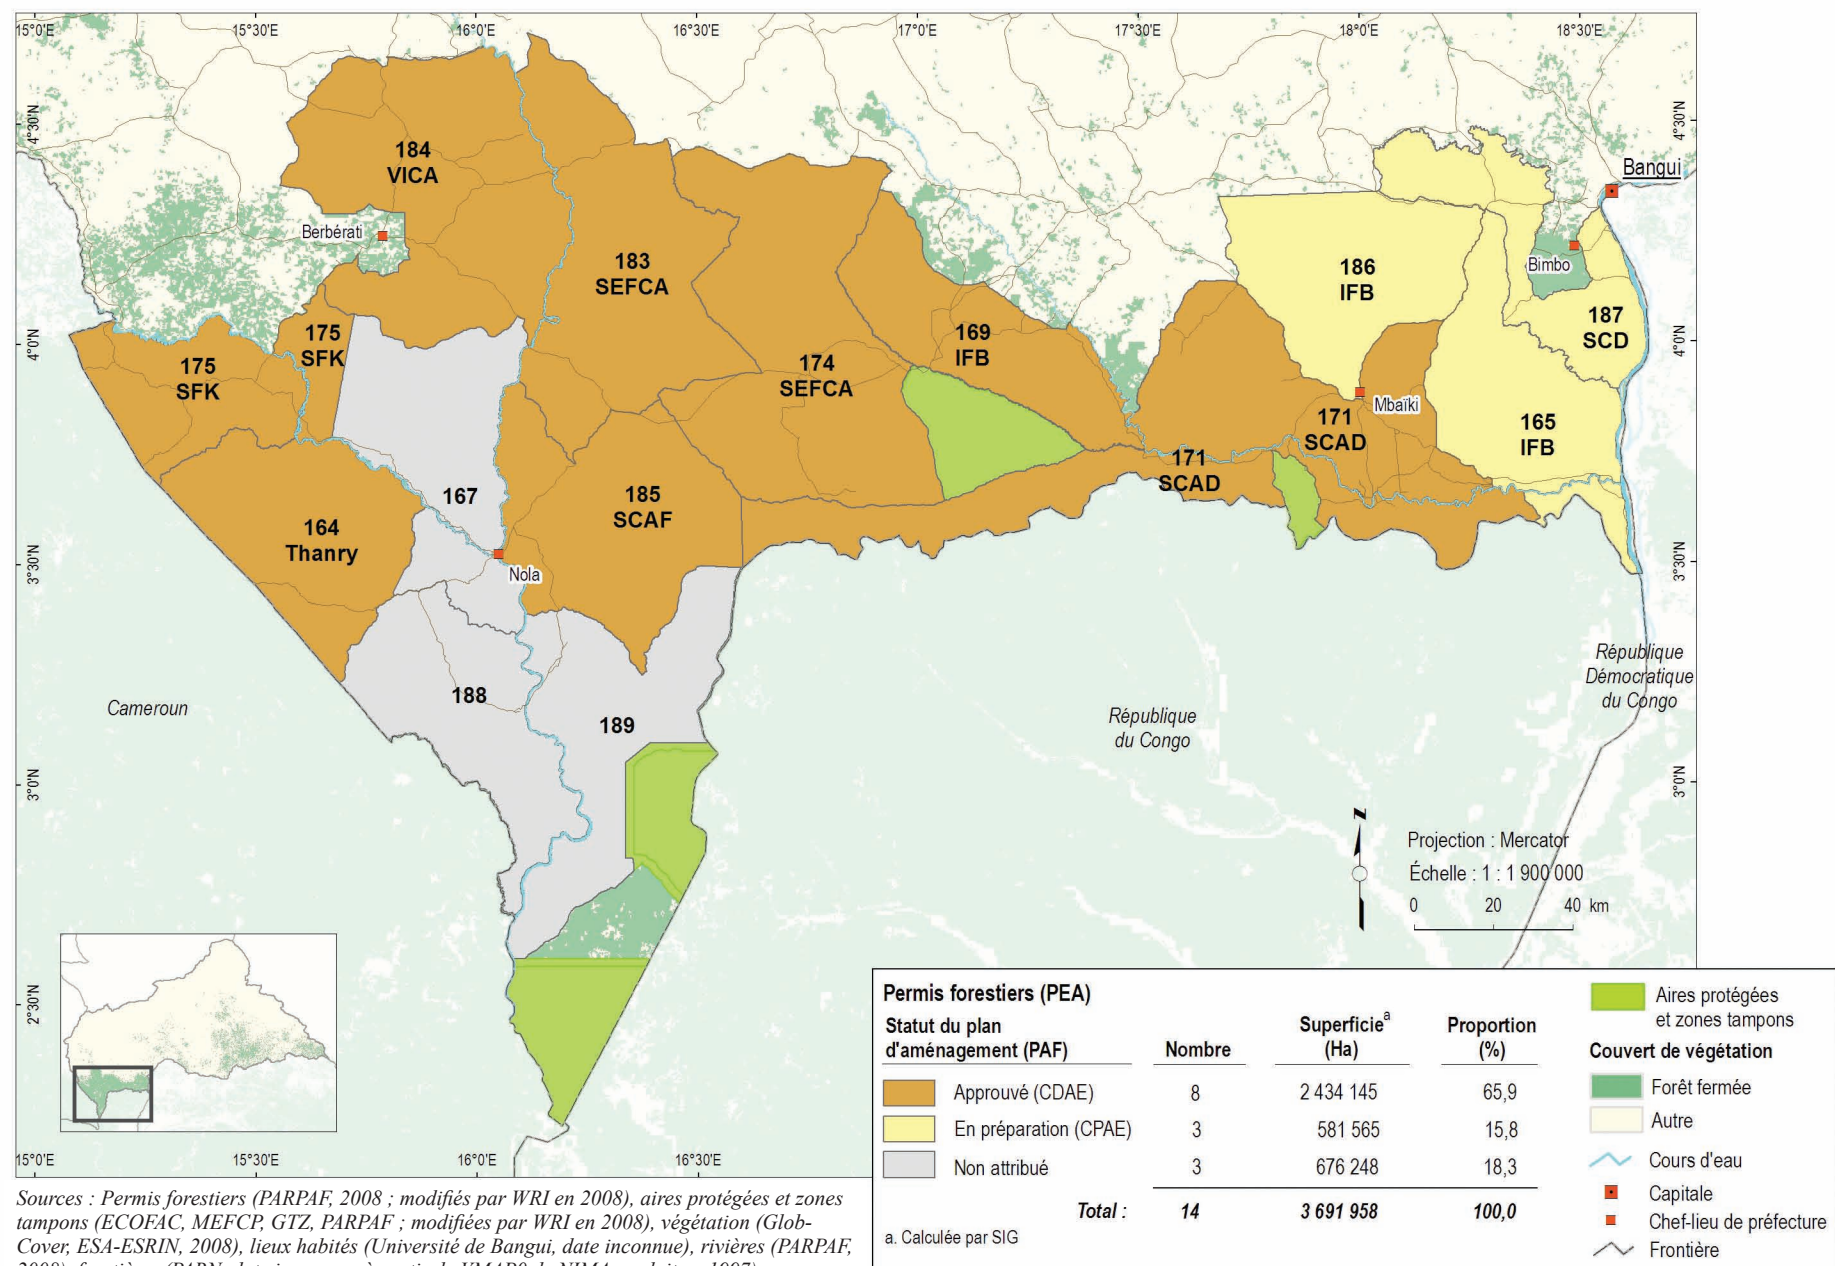 15°0'E 15°30'E 16°0'E 16°30'E 17°0'E 17°30'E 18°0'E 18°30'E
4°30'N 4°30'N
184
VICA
Bangui
Berbérati
183
SEFCA
186
IFB
Bimbo
187
SCD
4°0'N 4°0'N
175
SFK
175
SFK
174
SEFCA
169
IFB
Mbaïki
171
SCAD
165
IFB
171
SCAD
167
185
SCAF
164
Thanry
Nola
3°30'N 3°30'N
188
189
Cameroun
République
du Congo
République
Démocratique
du Congo
3°0'N 3°0'N
Projection : Mercator
Échelle : 1 : 1 900 000
0 20 40 km
N
2°30'N
15°0'E 15°30'E 16°0'E 16°30'E
Permis forestiers (PEA)
Statut du plan
d'aménagement (PAF) Nombre Superficie a (Ha) Proportion (%)
Approuvé (CDAE) 8 2 434 145 65,9
En préparation (CPAE) 3 581 565 15,8
Non attribué 3 676 248 18,3
Total : 14 3 691 958 100,0
a. Calculée par SIG
Aires protégées
et zones tampons
Couvert de végétation
Forêt fermée
Autre
Cours d'eau
Capitale
Chef-lieu de préfecture
Frontière
Sources : Permis forestiers (PARPAF, 2008 ; modifiés par WRI en 2008), aires protégées et zones
tampons (ECOFAC, MEFCP, GTZ, PARPAF ; modifiées par WRI en 2008), végétation (Glob-
Cover, ESA-ESRIN, 2008), lieux habités (Université de Bangui, date inconnue), rivières (PARPAF,